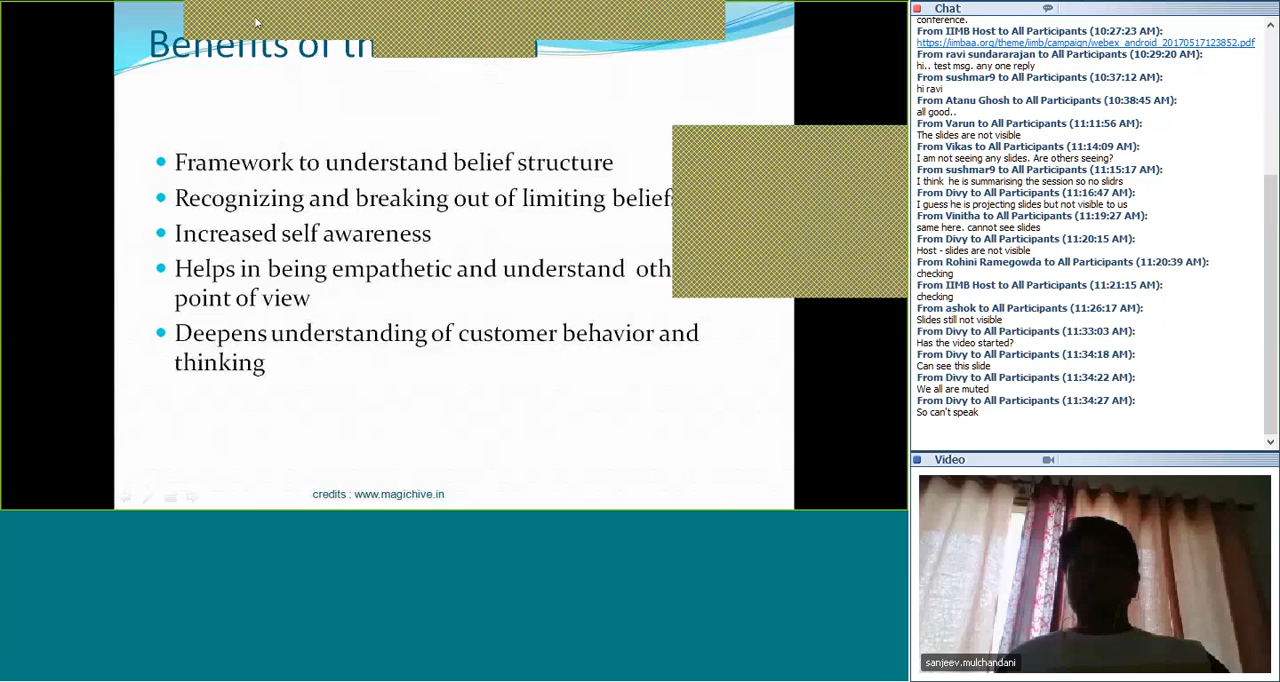 Benefits of th
Framework to understand belief structure
Recognizing and breaking out of limiting belief
Increased self awareness
Helps in being empathetic and understand oth
point of view
Deepens understanding of customer behavior and
thinking
credits : www.magichive.in
Chat
conference.
From IIMB Host to All Participants (10:27:23 AM):
https://iimbaa.org/theme/iimb/campaign/webex_android_20170517123852.pdf
From ravi sundararajan to All Participants (10:29:20 AM):
hi.. test msg. any one reply
From sushmar9 to All Participants (10:37:12 AM):
hi ravi
From Atanu Ghosh to All Participants (10:38:45 AM):
all good..
From Varun to All Participants (11:11:56 AM):
The slides are not visible
From Vikas to All Participants (11:14:09 AM):
I am not seeing any slides. Are others seeing?
From sushmar9 to All Participants (11:15:17 AM):
I think he is summarising the session so no slidrs
From Divy to All Participants (11:16:47 AM):
I guess he is projecting slides but not visible to us
From Vinitha to All Participants (11:19:27 AM):
same here. cannot see slides
From Divy to All Participants (11:20:15 AM):
Host - slides are not visible
From Rohini Ramegowda to All Participants (11:20:39 AM):
checking
From IIMB Host to All Participants (11:21:15 AM):
checking
From ashok to All Participants (11:26:17 AM):
Slides still not visible
From Divy to All Participants (11:33:03 AM):
Has the video started?
From Divy to All Participants (11:34:18 AM):
Can see this slide
From Divy to All Participants (11:34:22 AM):
We all are muted
From Divy to All Participants (11:34:27 AM):
So can't speak
Video
sanjeev.mulchandani